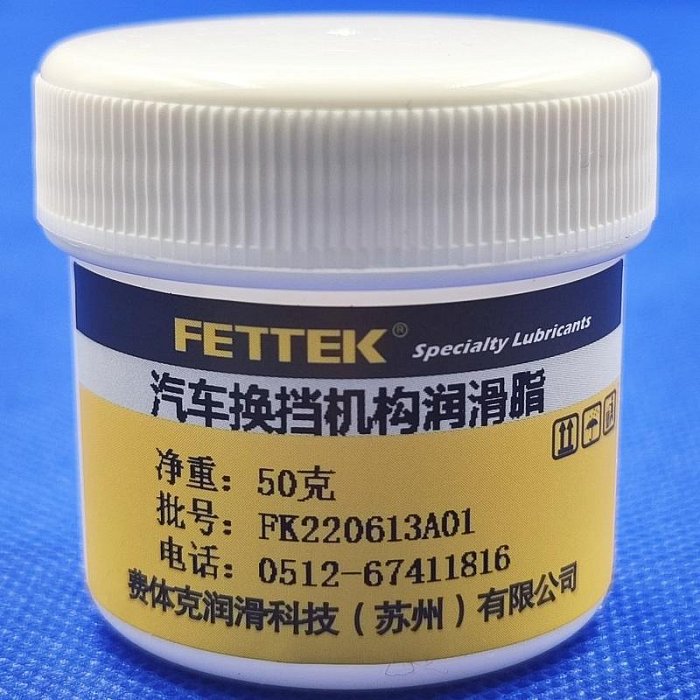 FETTEK® Specialty Lubricants
汽车换挡机构润滑脂
净重：50克
批号：FK220613A01
电话：0512-67411816
费体克润滑科技（苏州）有限公司